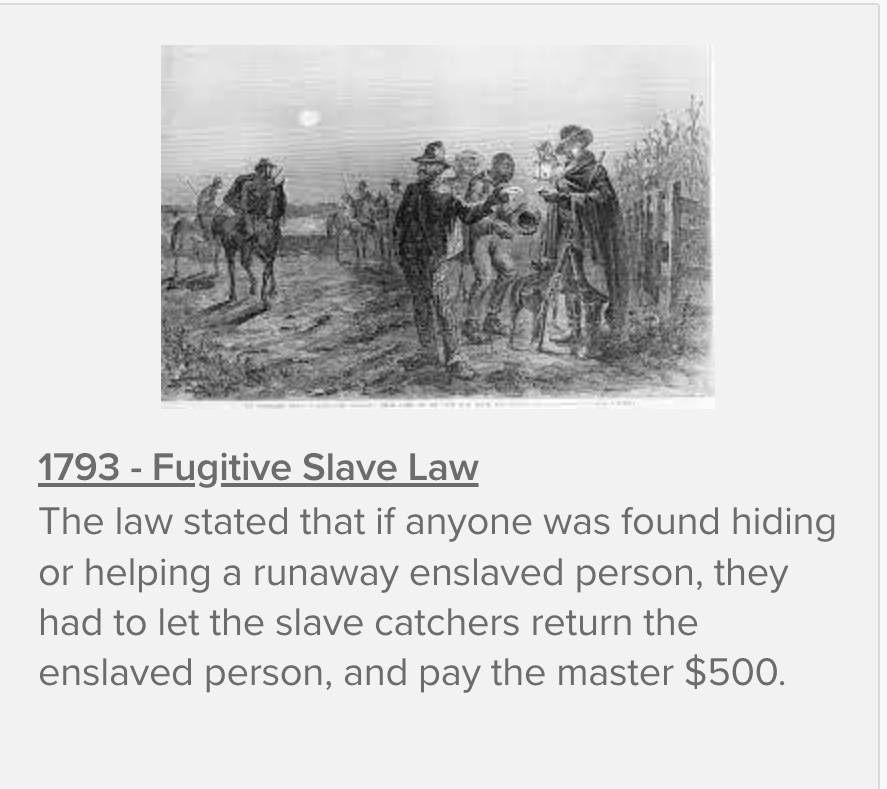 1793 - Fugitive Slave Law
The law stated that if anyone was found hiding
or helping a runaway enslaved person, they
had to let the slave catchers return the
enslaved person, and pay the master $500.